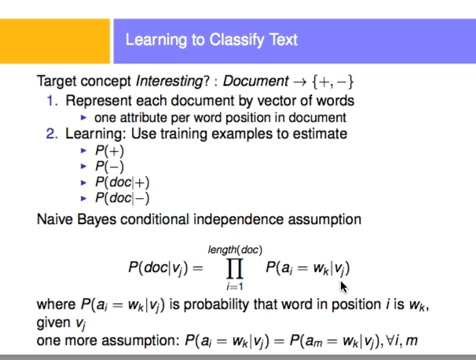 Learning to Classify Text
Target concept Interesting? : Document → {+, −}
1. Represent each document by vector of words
▸ one attribute per word position in document
2. Learning: Use training examples to estimate
▸ P(+)
▸ P(−)
▸ P(doc|+)
▸ P(doc|−)
Naive Bayes conditional independence assumption
P(doc|vⱼ) = ∏_{i=1}^{length(doc)} P(aᵢ = wₖ|vⱼ)
where P(aᵢ = wₖ|vⱼ) is probability that word in position i is wₖ,
given vⱼ
one more assumption: P(aᵢ = wₖ|vⱼ) = P(aₘ = wₖ|vⱼ), ∀i, m